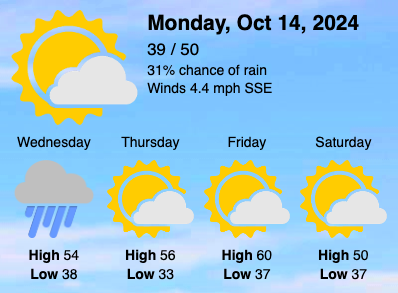 Monday, Oct 14, 2024
39 / 50
31% chance of rain
Winds 4.4 mph SSE
Wednesday Thursday Friday Saturday
High 54 High 56 High 60 High 50
Low 38 Low 33 Low 37 Low 37